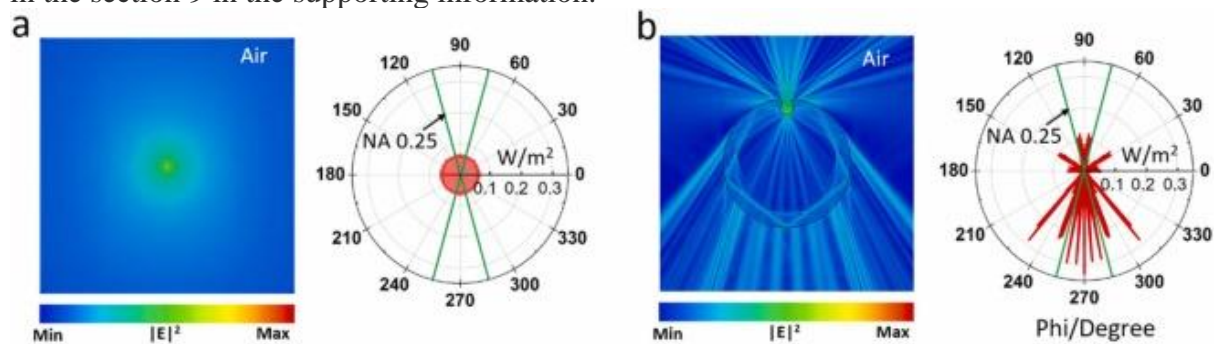 in the section 9 in the supporting information.
a
Air
90
120
60
150
30
NA 0.25
W/m²
180
0.1 0.2 0.3
0
210
330
240
300
270
Min
|E|²
Max
b
Air
90
120
60
150
30
NA 0.25
W/m²
180
0.1 0.2 0.3
0
210
330
240
300
270
Min
|E|²
Max
Phi/Degree